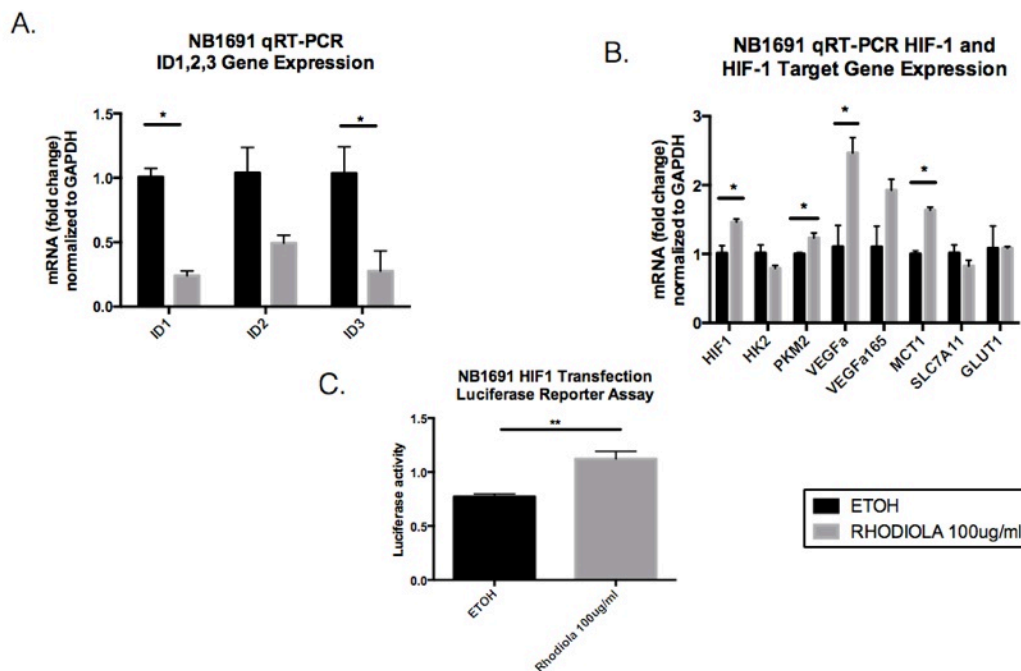 A.
NB1691 qRT-PCR
ID1,2,3 Gene Expression
mRNA (fold change)
normalized to GAPDH
1.5
1.0
0.5
0.0
*
*
ID1
ID2
ID3
B.
NB1691 qRT-PCR HIF-1 and
HIF-1 Target Gene Expression
mRNA (fold change)
normalized to GAPDH
3
2
1
0
*
*
*
*
HIF1
HK2
PKM2
VEGFa
VEGFa165
MCT1
SLC7A11
GLUT1
C.
NB1691 HIF1 Transfection
Luciferase Reporter Assay
Luciferase activity
1.5
1.0
0.5
0.0
**
ETOH
Rhodiola 100ug/ml
ETOH
RHODIOLA 100ug/ml